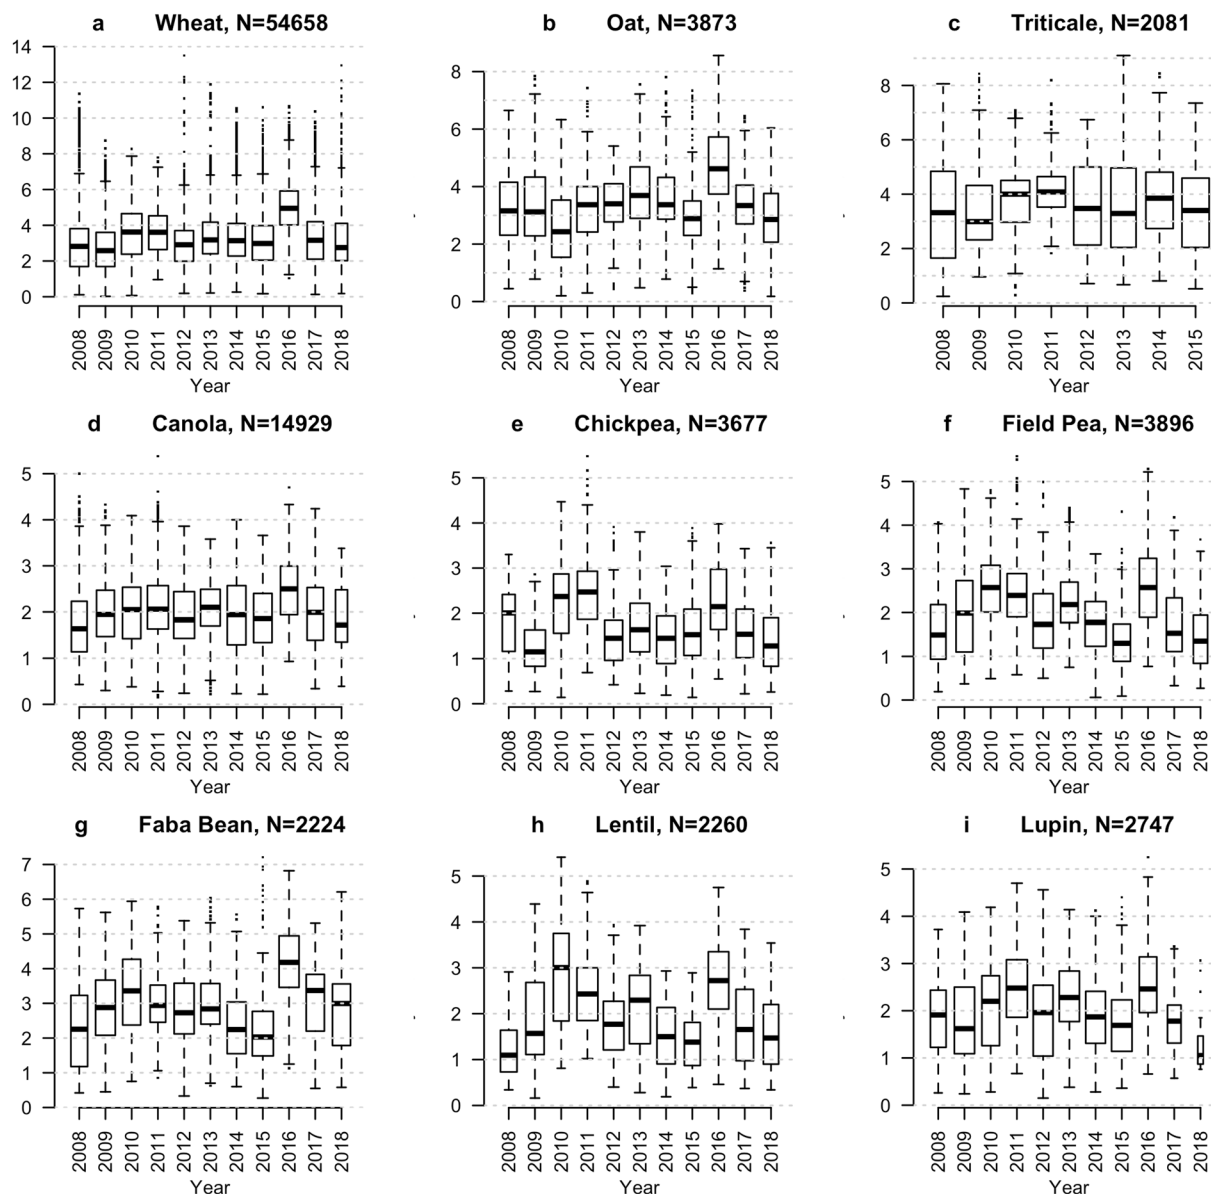 a Wheat, N=54658
14
12
10
8
6
4
2
0
2008 2009 2010 2011 2012 2013 2014 2015 2016 2017 2018
Year
b Oat, N=3873
8
6
4
2
0
2008 2009 2010 2011 2012 2013 2014 2015 2016 2017 2018
Year
c Triticale, N=2081
8
6
4
2
0
2008 2009 2010 2011 2012 2013 2014 2015
Year
d Canola, N=14929
5
4
3
2
1
0
2008 2009 2010 2011 2012 2013 2014 2015 2016 2017 2018
Year
e Chickpea, N=3677
5
4
3
2
1
0
2008 2009 2010 2011 2012 2013 2014 2015 2016 2017 2018
Year
f Field Pea, N=3896
5
4
3
2
1
0
2008 2009 2010 2011 2012 2013 2014 2015 2016 2017 2018
Year
g Faba Bean, N=2224
7
6
5
4
3
2
1
0
2008 2009 2010 2011 2012 2013 2014 2015 2016 2017 2018
Year
h Lentil, N=2260
5
4
3
2
1
0
2008 2009 2010 2011 2012 2013 2014 2015 2016 2017 2018
Year
i Lupin, N=2747
5
4
3
2
1
0
2008 2009 2010 2011 2012 2013 2014 2015 2016 2017 2018
Year